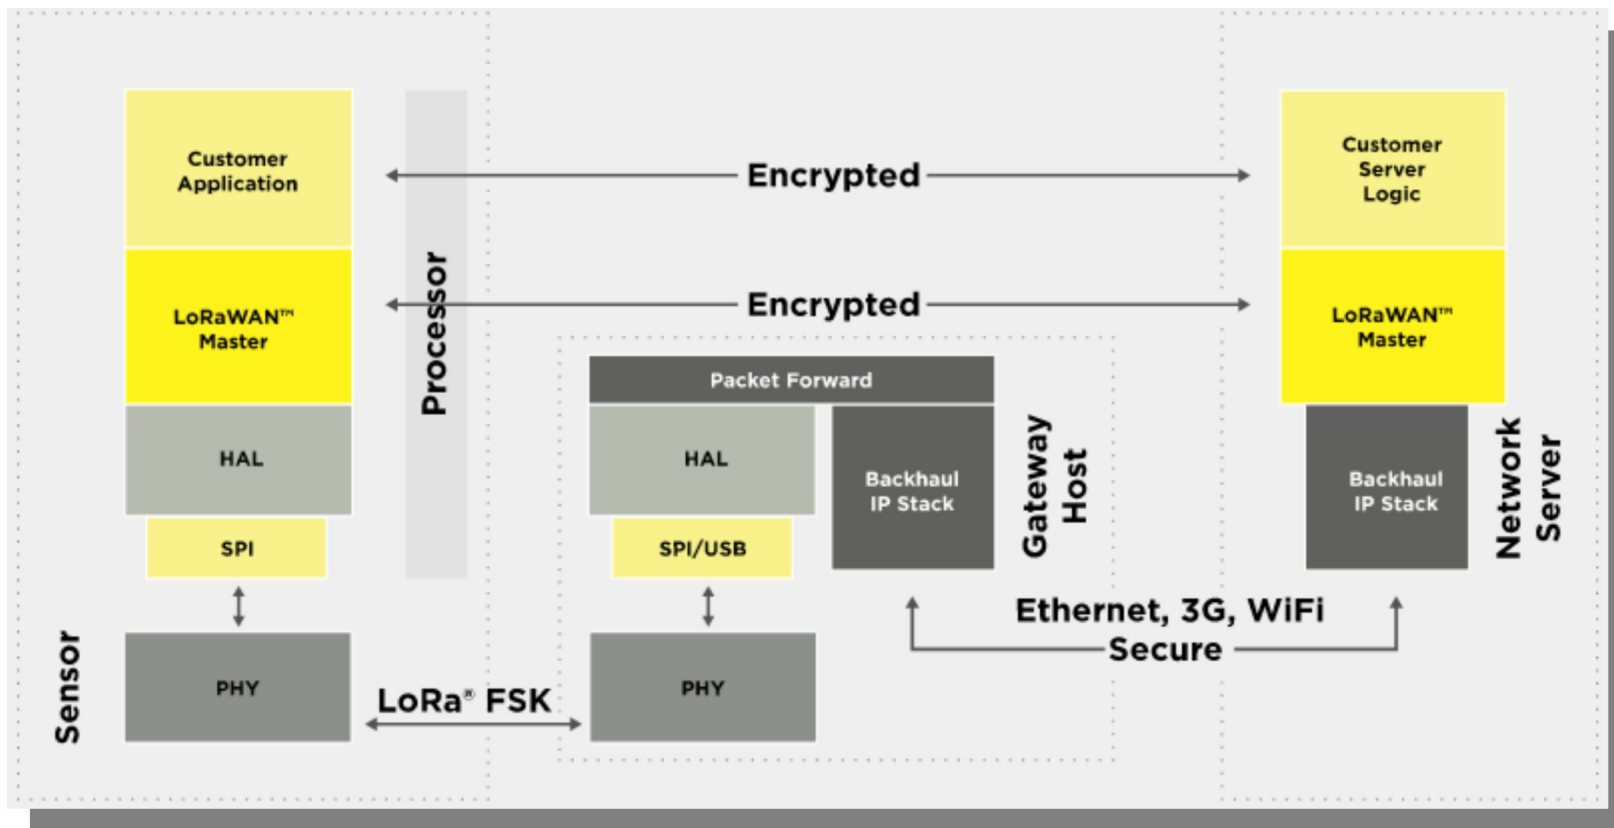 Customer
Application
LoRaWAN™
Master
HAL
SPI
PHY
Sensor
Processor
Encrypted
Encrypted
LoRa® FSK
Packet Forward
HAL
SPI/USB
PHY
Backhaul
IP Stack
Gateway
Host
Ethernet, 3G, WiFi
Secure
Customer
Server
Logic
LoRaWAN™
Master
Backhaul
IP Stack
Network
Server